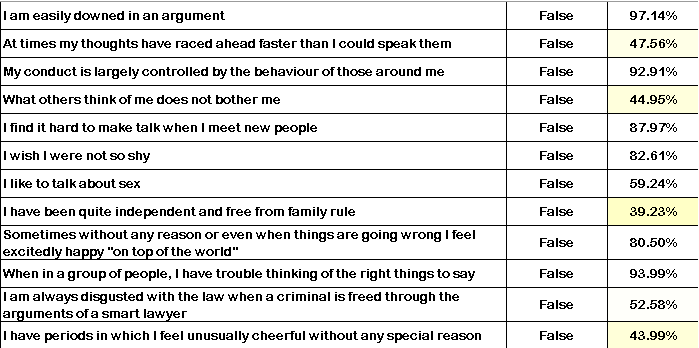 I am easily downed in an argument False 97.14%
At times my thoughts have raced ahead faster than I could speak them False 47.56%
My conduct is largely controlled by the behaviour of those around me False 92.91%
What others think of me does not bother me False 44.95%
I find it hard to make talk when I meet new people False 87.97%
I wish I were not so shy False 82.61%
I like to talk about sex False 59.24%
I have been quite independent and free from family rule False 39.23%
Sometimes without any reason or even when things are going wrong I feel
excitedly happy "on top of the world" False 80.50%
When in a group of people, I have trouble thinking of the right things to say False 93.99%
I am always disgusted with the law when a criminal is freed through the
arguments of a smart lawyer False 52.58%
I have periods in which I feel unusually cheerful without any special reason False 43.99%